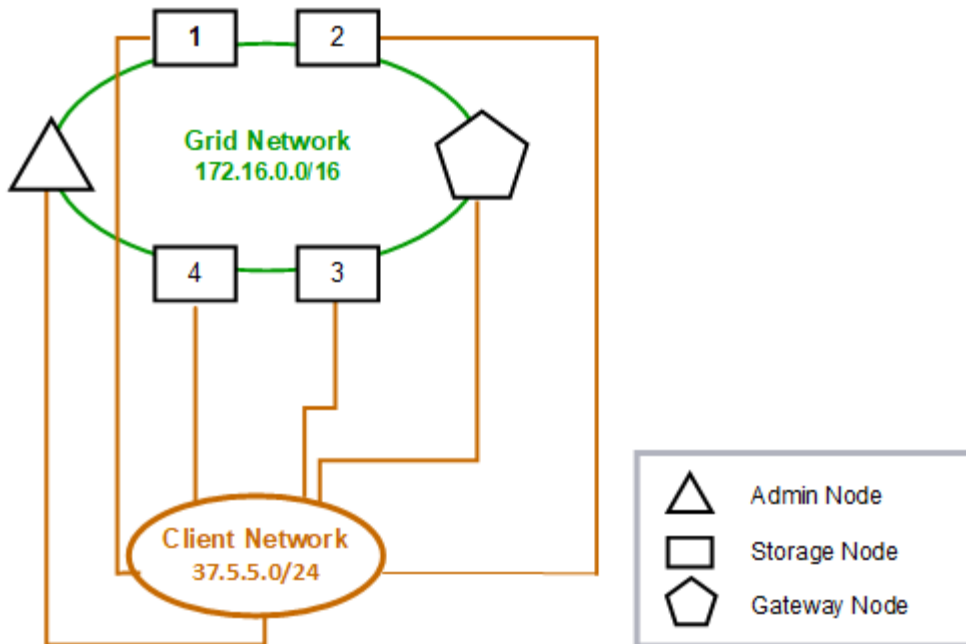 1
2
Grid Network
172.16.0.0/16
4
3
Client Network
37.5.5.0/24
Admin Node
Storage Node
Gateway Node